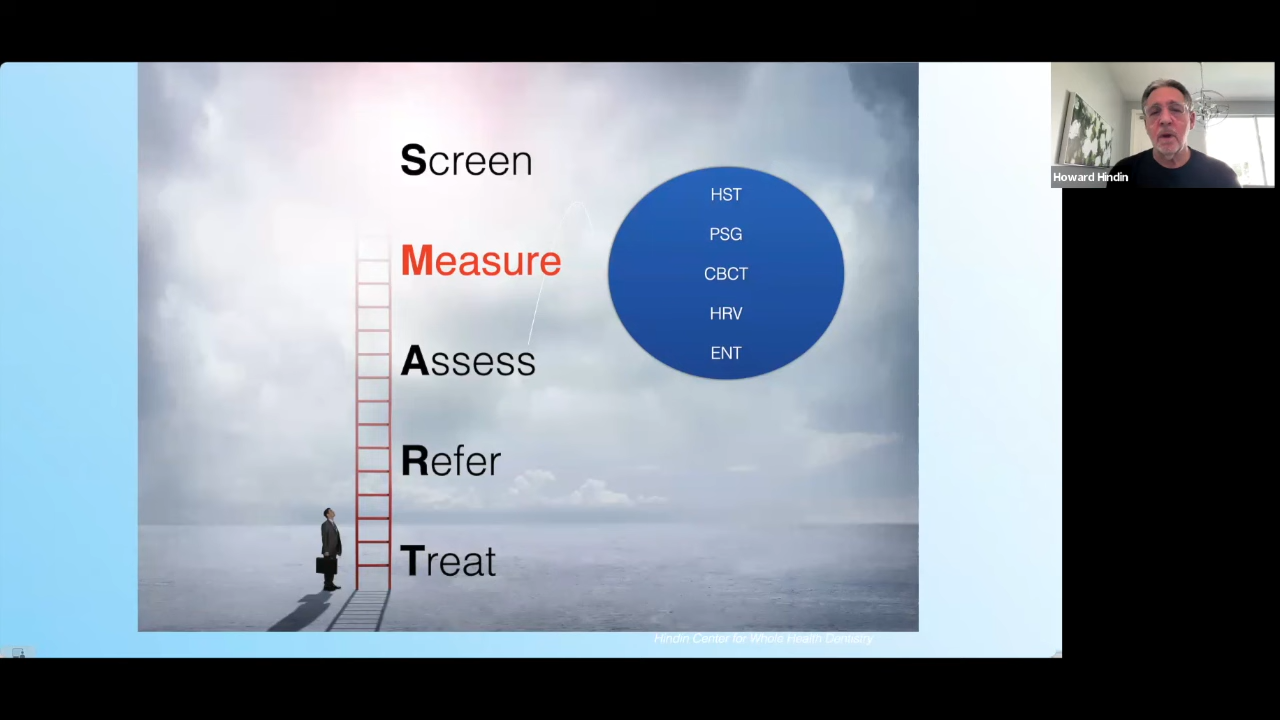 Screen
Measure
Assess
Refer
Treat
HST
PSG
CBCT
HRV
ENT
Howard Hindin
Hindin Center for Whole Health Dentistry